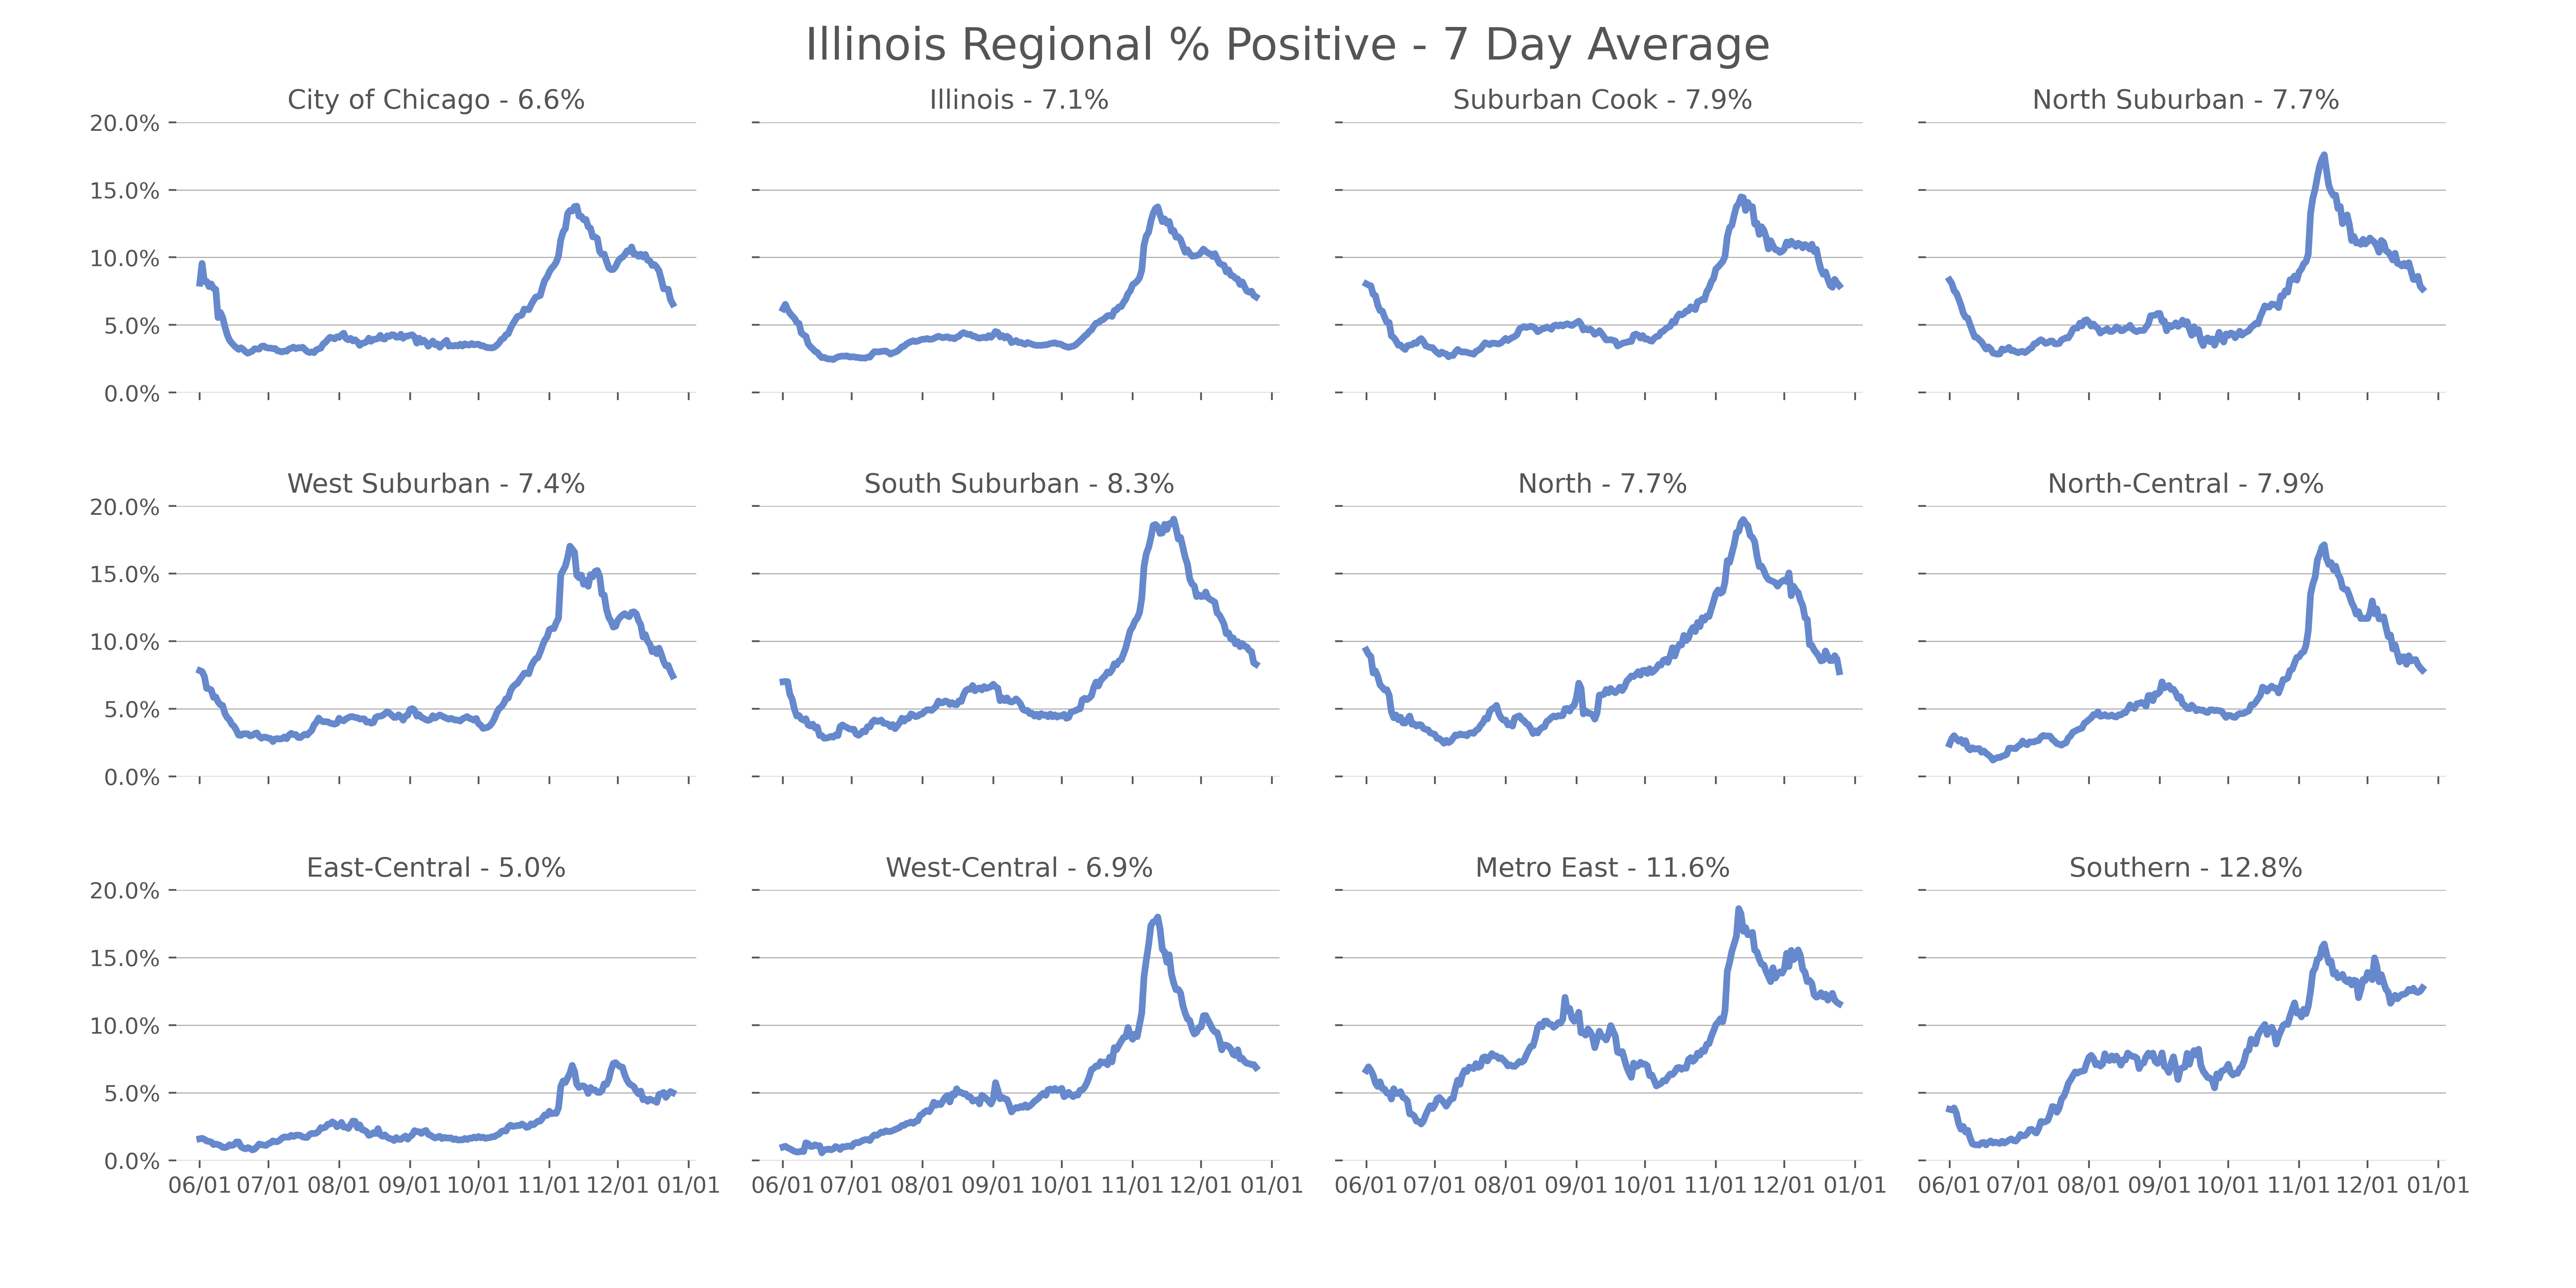 Illinois Regional % Positive - 7 Day Average
City of Chicago - 6.6%
Illinois - 7.1%
Suburban Cook - 7.9%
North Suburban - 7.7%
20.0%
15.0%
10.0%
5.0%
0.0%
West Suburban - 7.4%
South Suburban - 8.3%
North - 7.7%
North-Central - 7.9%
20.0%
15.0%
10.0%
5.0%
0.0%
East-Central - 5.0%
West-Central - 6.9%
Metro East - 11.6%
Southern - 12.8%
20.0%
15.0%
10.0%
5.0%
0.0%
06/01 07/01 08/01 09/01 10/01 11/01 12/01 01/01
06/01 07/01 08/01 09/01 10/01 11/01 12/01 01/01
06/01 07/01 08/01 09/01 10/01 11/01 12/01 01/01
06/01 07/01 08/01 09/01 10/01 11/01 12/01 01/01